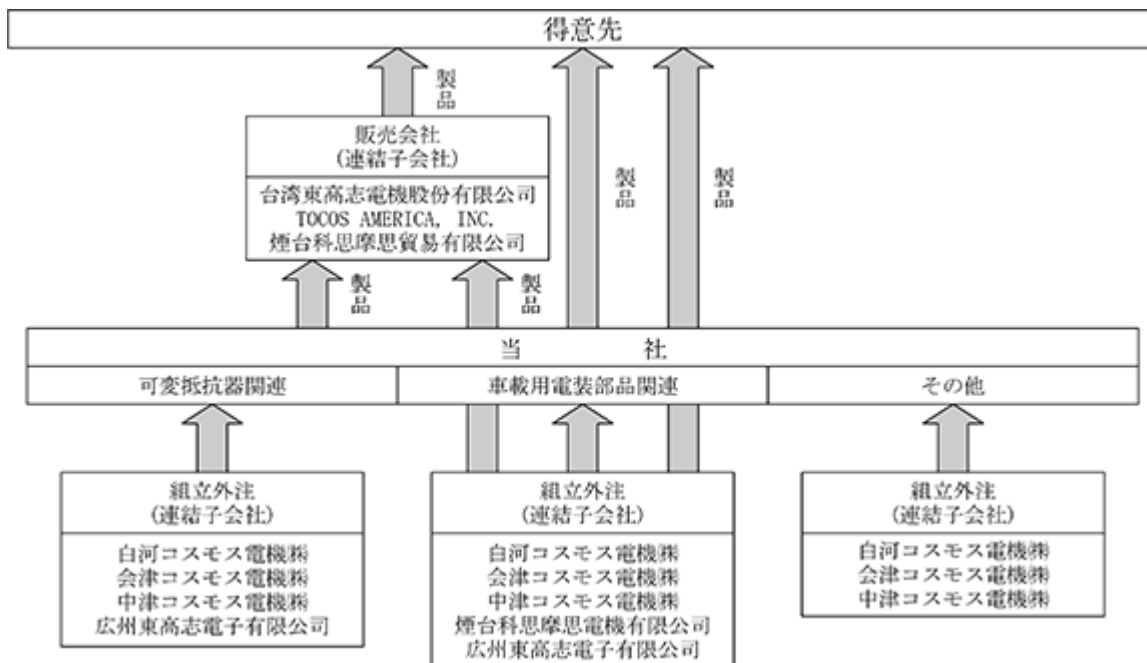 得意先
製品
販売会社
(連結子会社)
台湾東高志電機股份有限公司
TOCOS AMERICA, INC.
煙台科思摩思貿易有限公司
製品
製品
製品
製品
当 社
可変抵抗器関連
車載用電装部品関連
その他
組立外注
(連結子会社)
白河コスモス電機㈱
会津コスモス電機㈱
中津コスモス電機㈱
広州東高志電子有限公司
組立外注
(連結子会社)
白河コスモス電機㈱
会津コスモス電機㈱
中津コスモス電機㈱
煙台科思摩思電機有限公司
広州東高志電子有限公司
組立外注
(連結子会社)
白河コスモス電機㈱
会津コスモス電機㈱
中津コスモス電機㈱